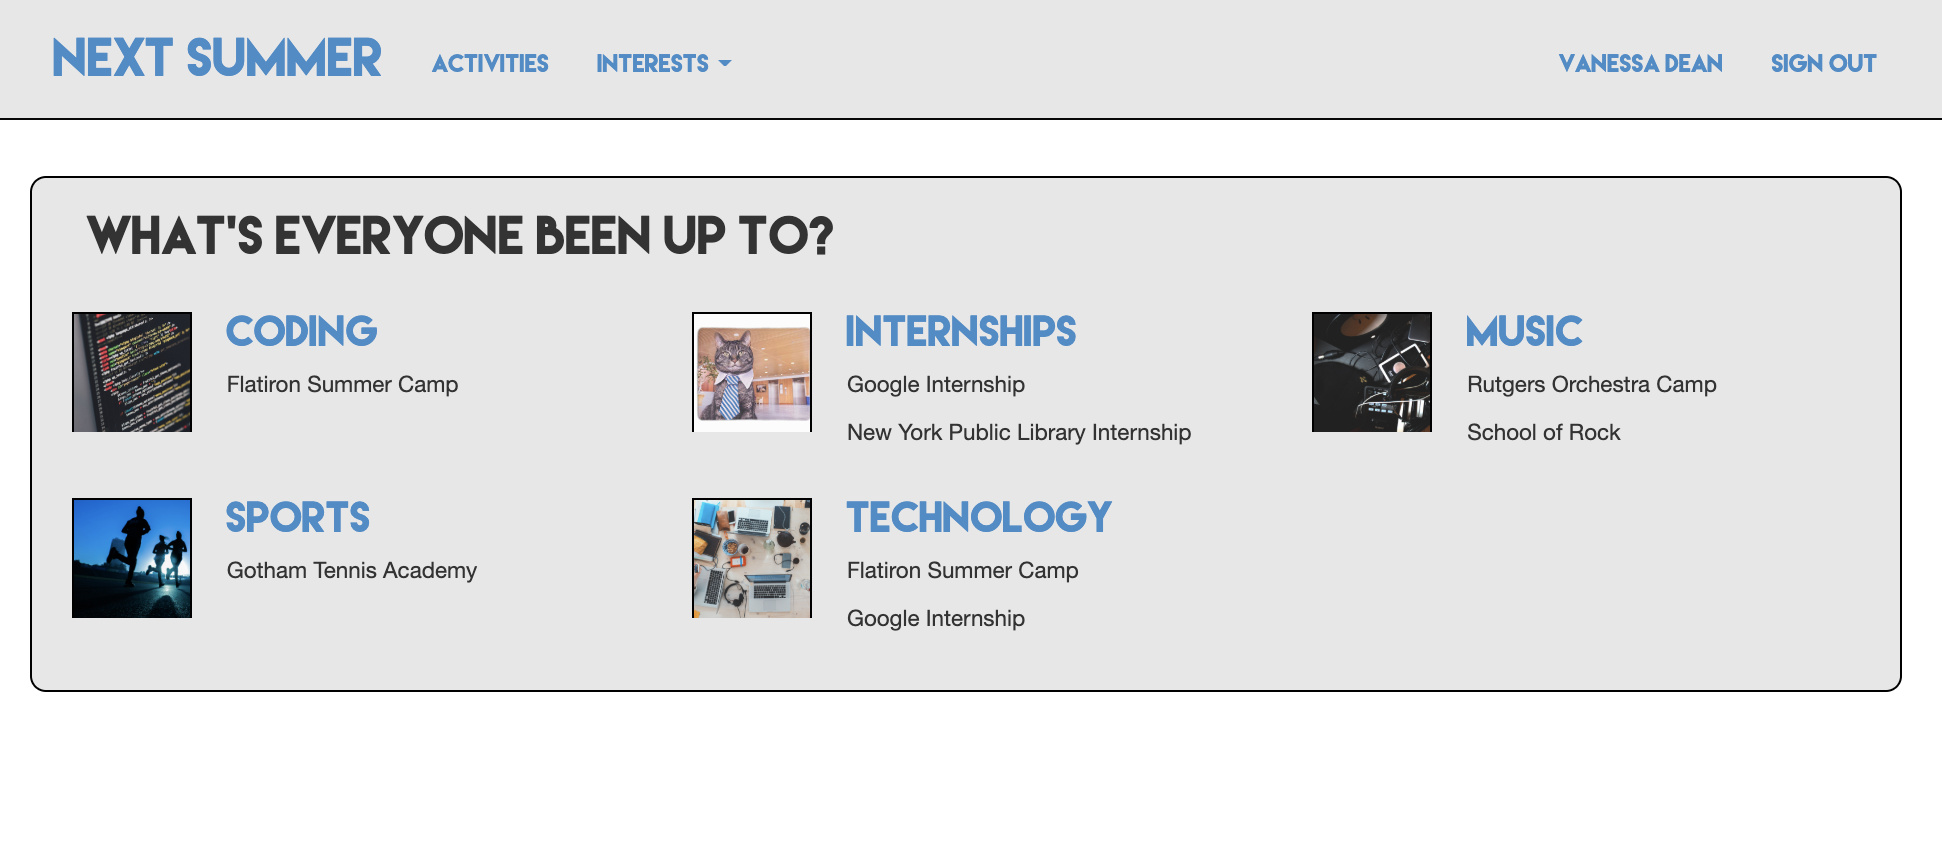 NEXT SUMMER
ACTIVITIES
INTERESTS
VANESSA DEAN
SIGN OUT
WHAT'S EVERYONE BEEN UP TO?
CODING
Flatiron Summer Camp
INTERNSHIPS
Google Internship
New York Public Library Internship
MUSIC
Rutgers Orchestra Camp
School of Rock
SPORTS
Gotham Tennis Academy
TECHNOLOGY
Flatiron Summer Camp
Google Internship